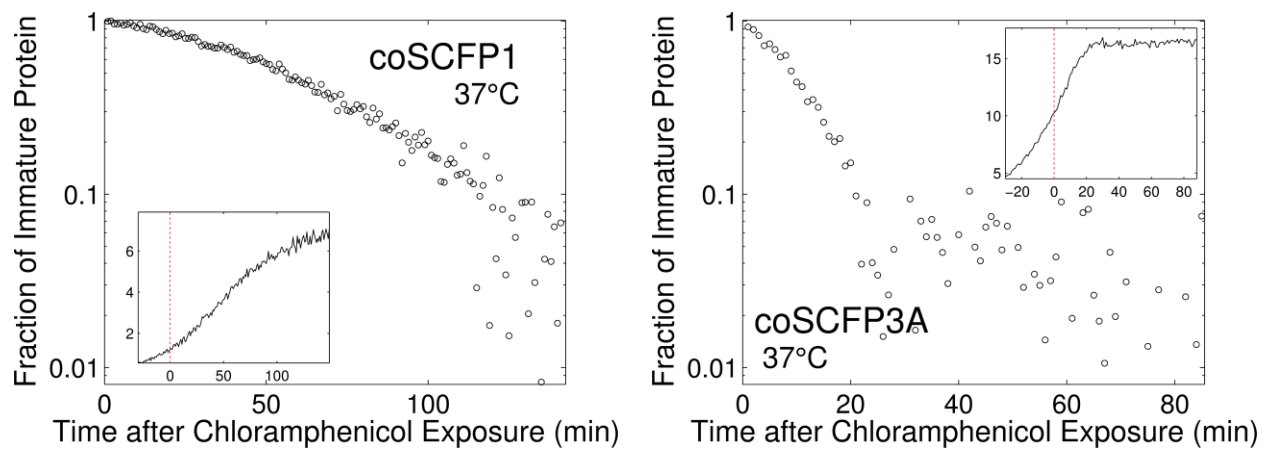 Fraction of Immature Protein
1
0.1
0.01
coSCFP1
37°C
6
4
2
0 50 100
0 50 100
Time after Chloramphenicol Exposure (min)
Fraction of Immature Protein
1
0.1
0.01
15
10
5
−20 0 20 40 60 80
coSCFP3A
37°C
0 20 40 60 80
Time after Chloramphenicol Exposure (min)